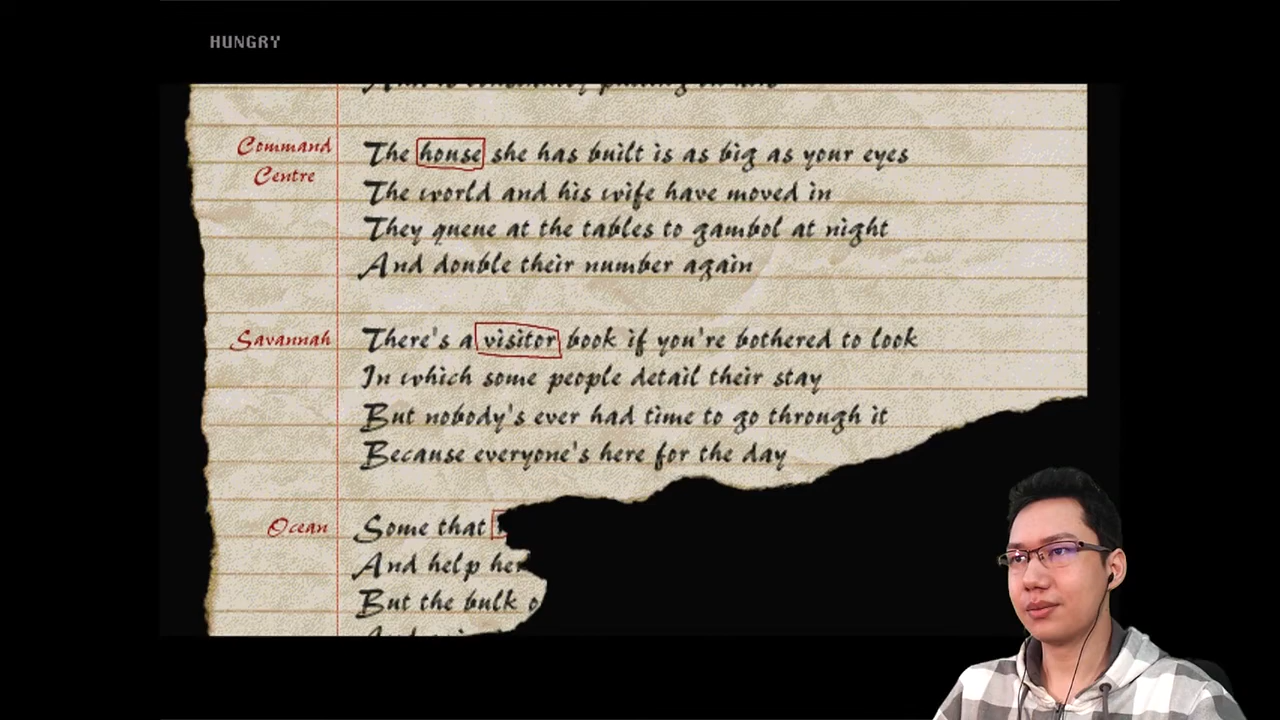 HUNGRY
Command
Centre
The house she has built is as big as your eyes
The world and his wife have moved in
They queue at the tables to gambol at night
And double their number again
Savannah
There's a visitor book if you're bothered to look
In which some people detail their stay
But nobody's ever had time to go through it
Because everyone's here for the day
Ocean
Some that
And help her
But the bulk